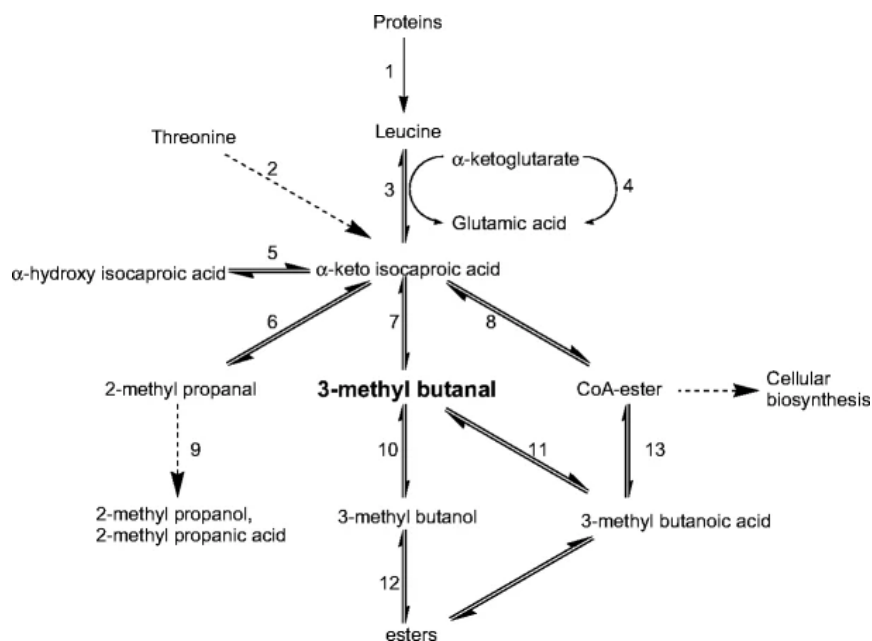 Proteins
1
Leucine
Threonine
α-ketoglutarate
2
3
4
Glutamic acid
5
α-hydroxy isocaproic acid
α-keto isocaproic acid
6
7
8
2-methyl propanal
3-methyl butanal
CoA-ester
Cellular
biosynthesis
9
10
11
13
2-methyl propanol,
2-methyl propanic acid
3-methyl butanol
3-methyl butanoic acid
12
esters